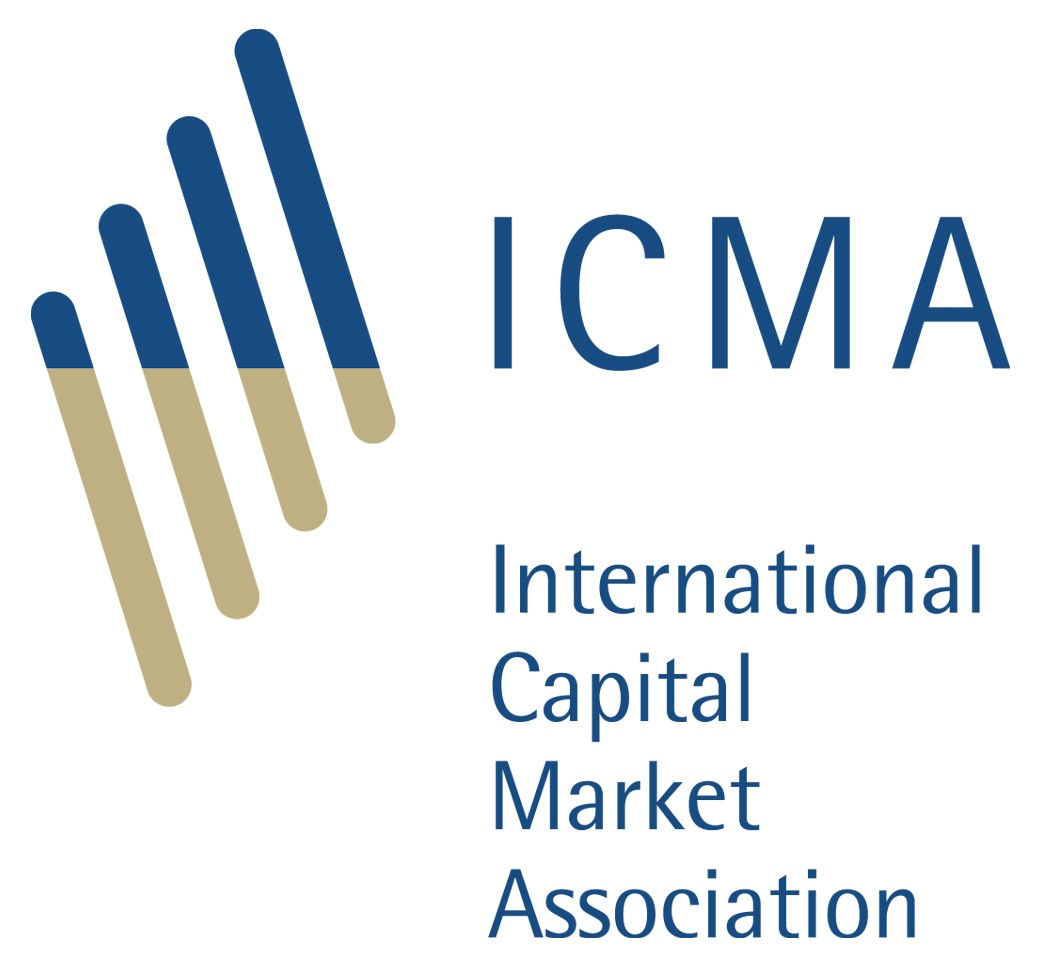 ICMA
International
Capital
Market
Association